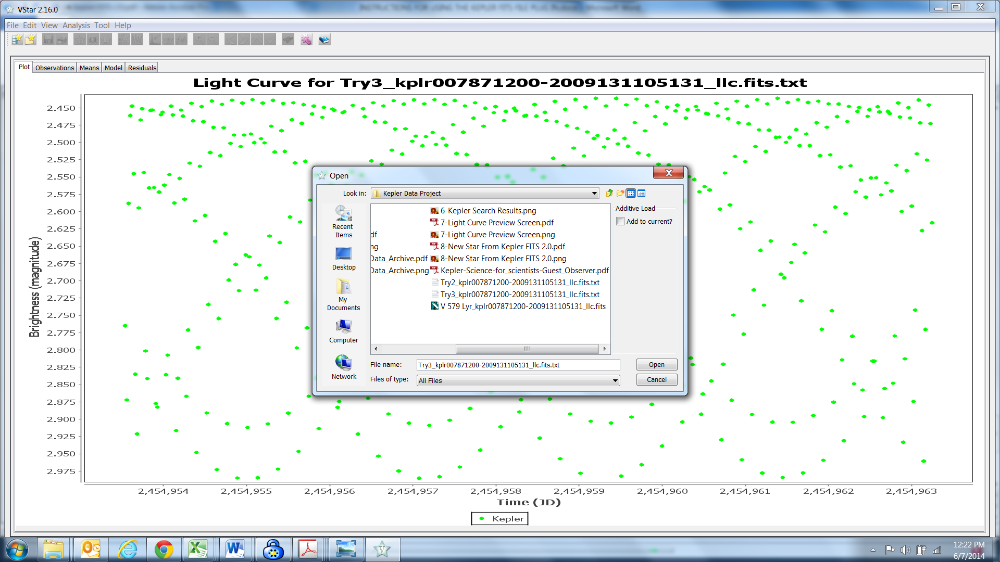 VStar 2.16.0
File Edit View Analysis Tool Help
Plot Observations Means Model Residuals
Light Curve for Try3_kplr007871200-2009131105131_llc.fits.txt
Brightness (magnitude)
2.450
2.475
2.500
2.525
2.550
2.575
2.600
2.625
2.650
2.675
2.700
2.725
2.750
2.775
2.800
2.825
2.850
2.875
2.900
2.925
2.950
2.975
Open
Look in: Kepler Data Project
Recent Items
Desktop
My Documents
Computer
Network
df
ng
Data_Archive.pdf
Data_Archive.png
6-Kepler Search Results.png
7-Light Curve Preview Screen.pdf
7-Light Curve Preview Screen.png
8-New Star From Kepler FITS 2.0.pdf
8-New Star From Kepler FITS 2.0.png
Kepler-Science-for_scientists-Guest_Observer.pdf
Try2_kplr007871200-2009131105131_llc.fits.txt
Try3_kplr007871200-2009131105131_llc.fits.txt
V 579 Lyr_kplr007871200-2009131105131_llc.fits
Additive Load
Add to current?
File name: Try3_kplr007871200-2009131105131_llc.fits.txt
Open
Files of type: All Files
Cancel
2,454,954 2,454,955 2,454,956 2,454,957 2,454,958 2,454,959 2,454,960 2,454,961 2,454,962 2,454,963
Time (JD)
Kepler
12:22 PM
6/7/2014